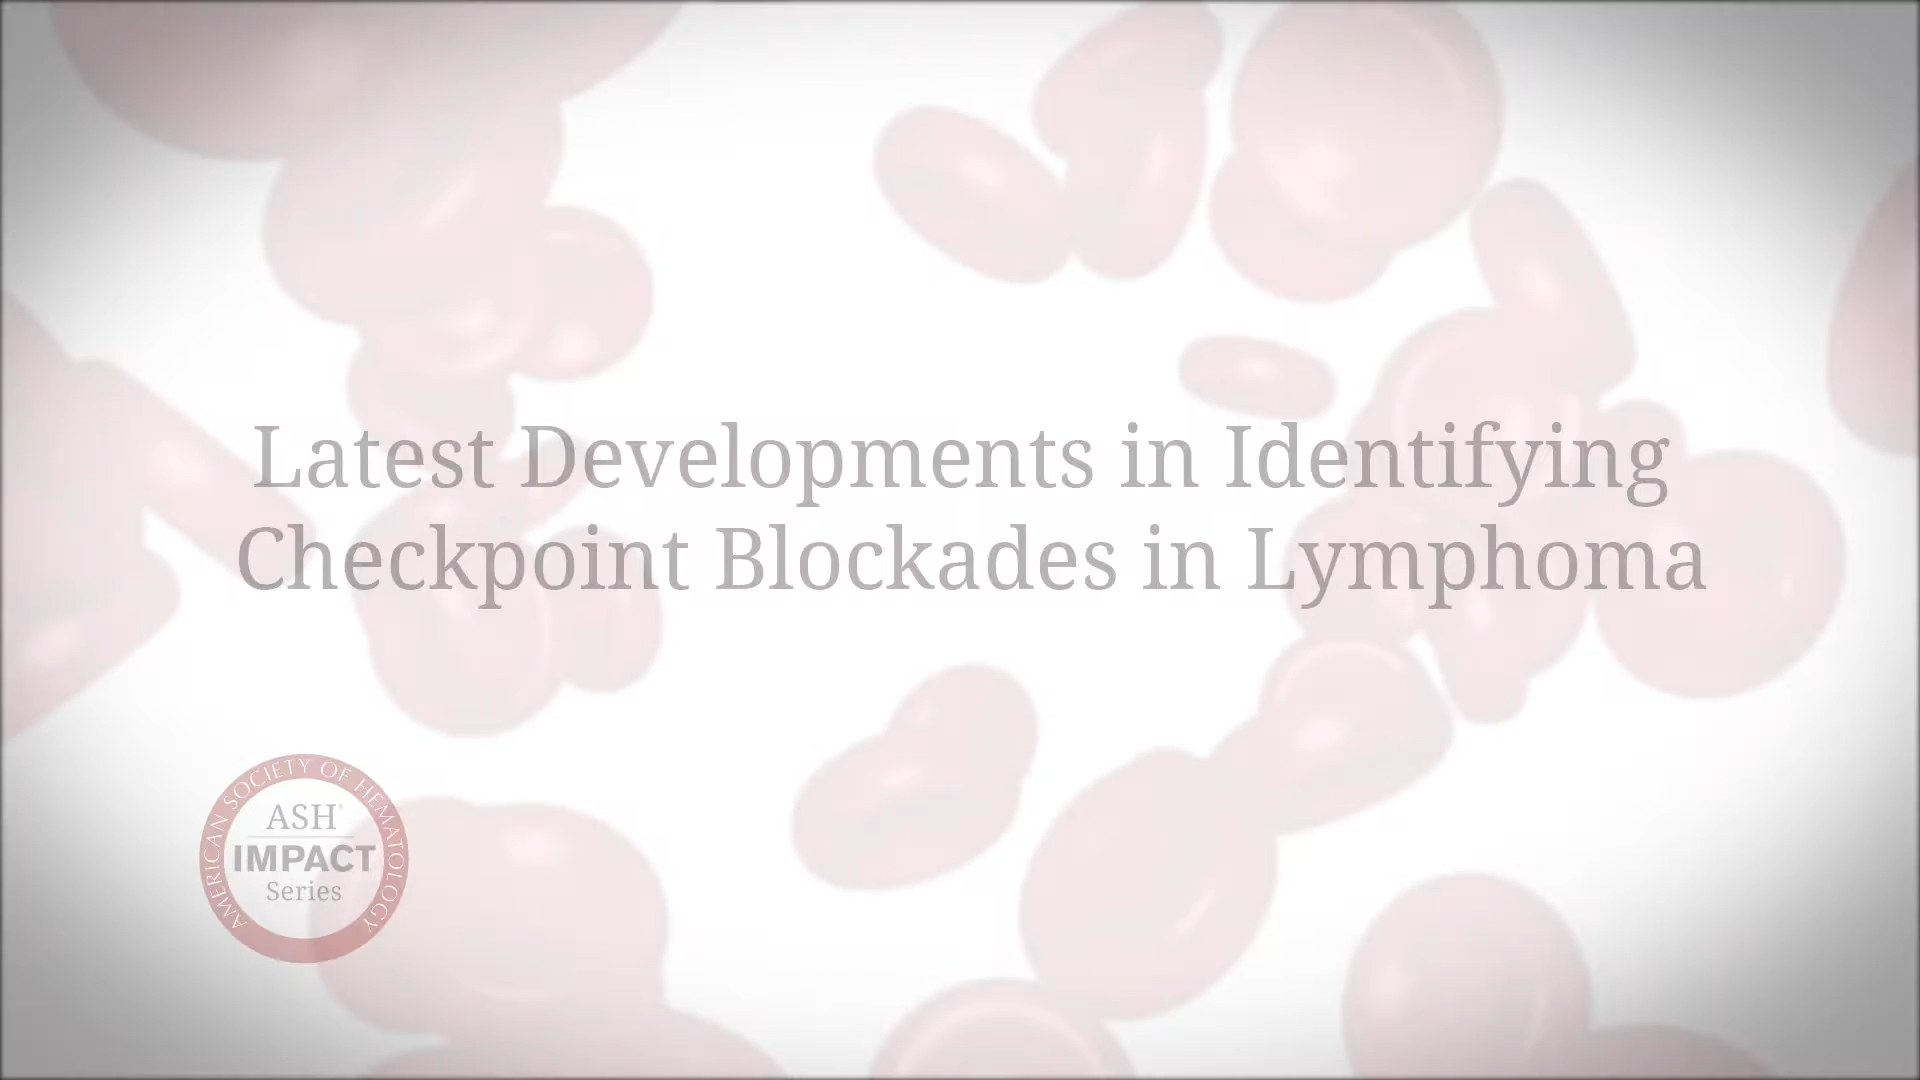 Latest Developments in Identifying
Checkpoint Blockades in Lymphoma
AMERICAN SOCIETY OF HEMATOLOGY
ASH®
IMPACT
Series